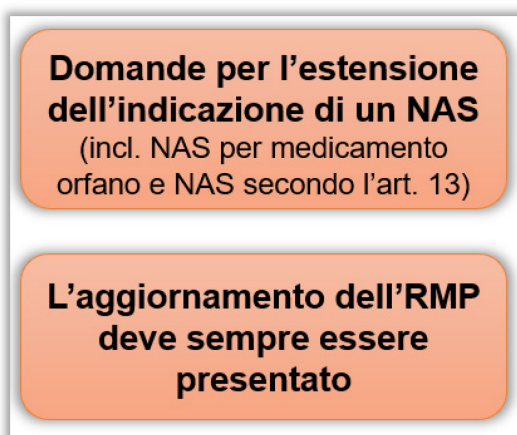 Domande per l’estensione
dell’indicazione di un NAS
(incl. NAS per medicamento
orfano e NAS secondo l’art. 13)
L’aggiornamento dell’RMP
deve sempre essere
presentato